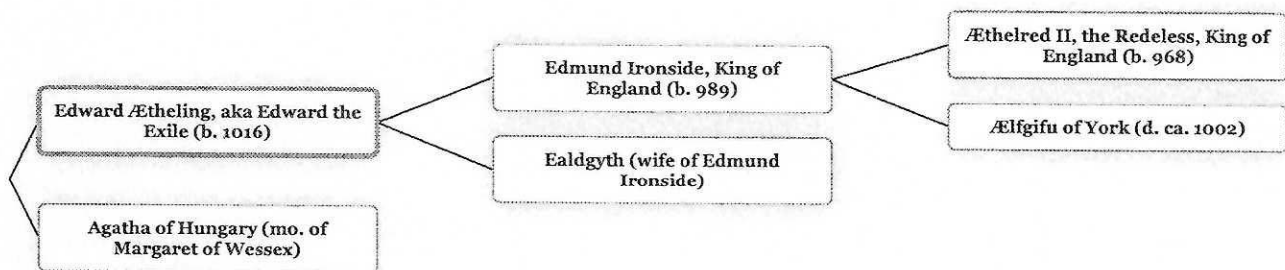 Edward Ætheling, aka Edward the
Exile (b. 1016)
Agatha of Hungary (mo. of
Margaret of Wessex)
Edmund Ironside, King of
England (b. 989)
Ealdgyth (wife of Edmund
Ironside)
Æthelred II, the Redeless, King of
England (b. 968)
Ælfgifu of York (d. ca. 1002)